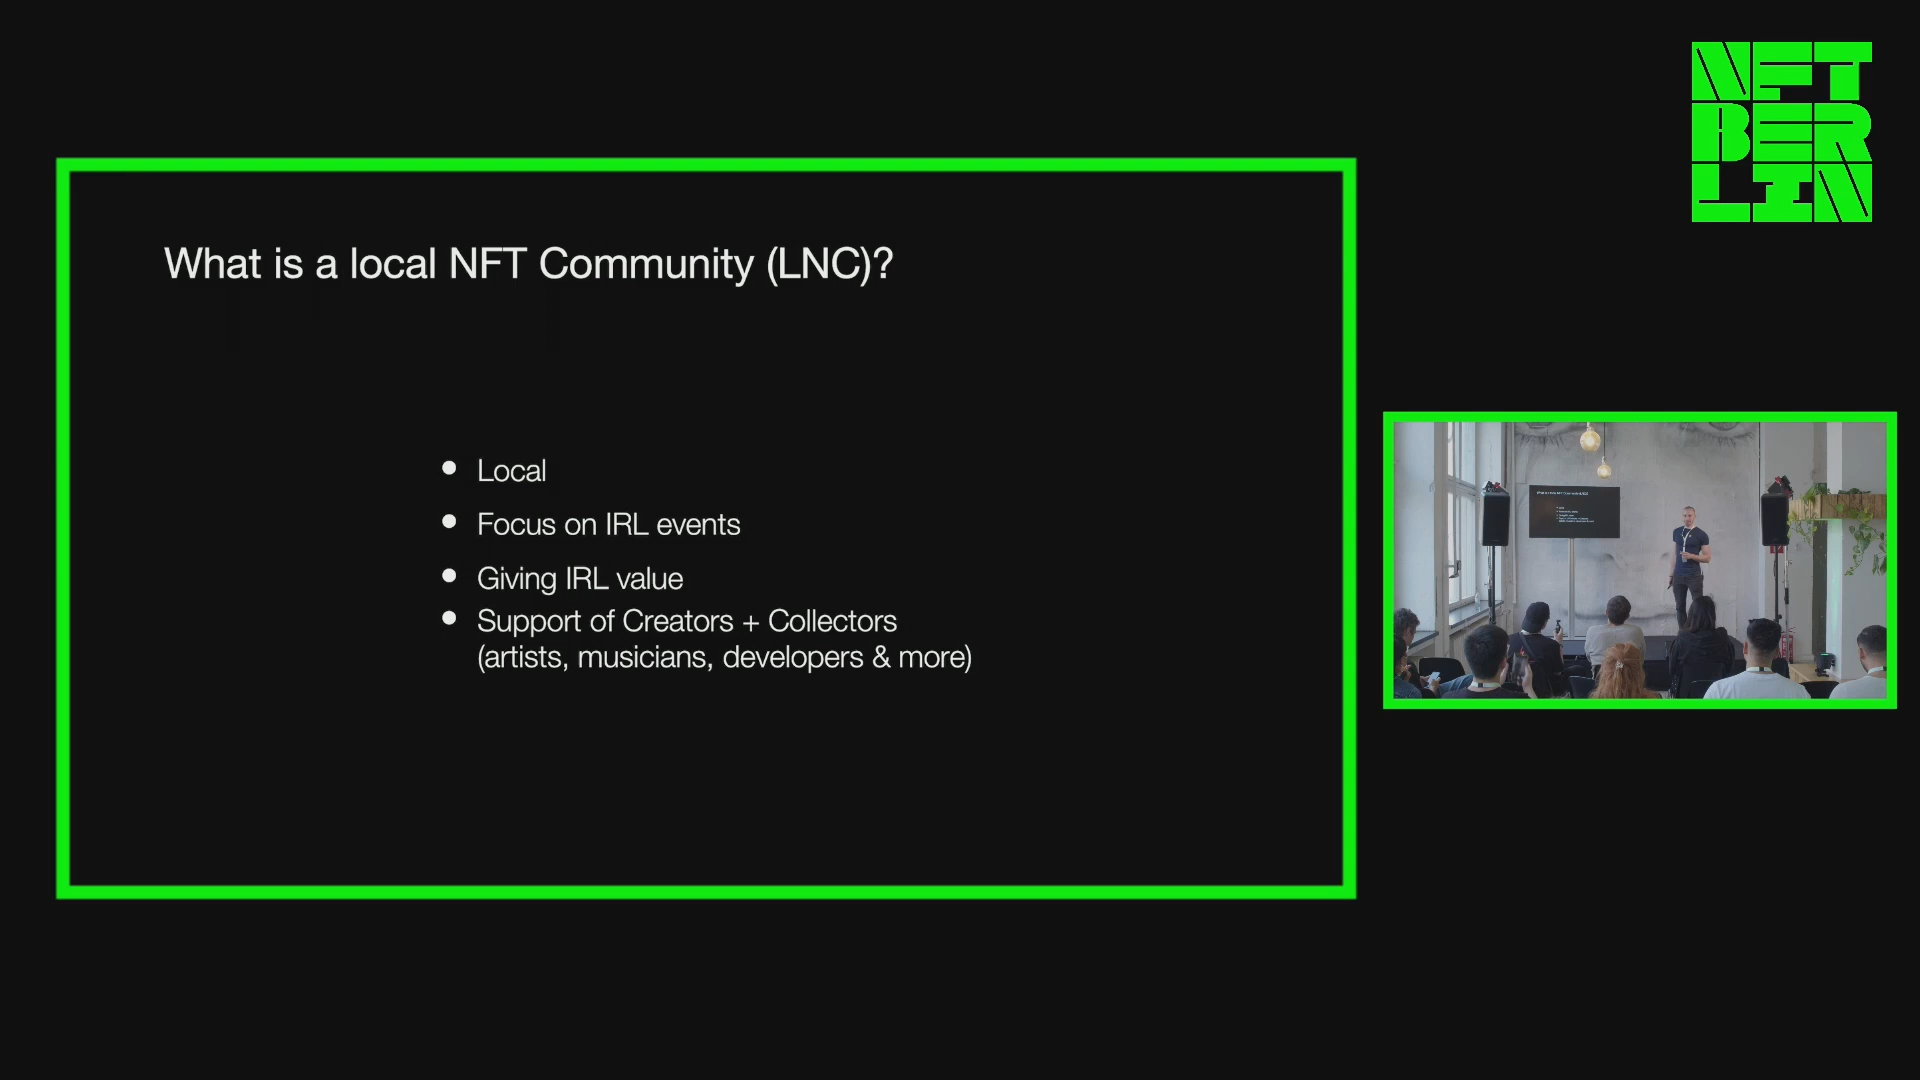 NFT
BER
LIN
What is a local NFT Community (LNC)?
Local
Focus on IRL events
Giving IRL value
Support of Creators + Collectors
(artists, musicians, developers & more)